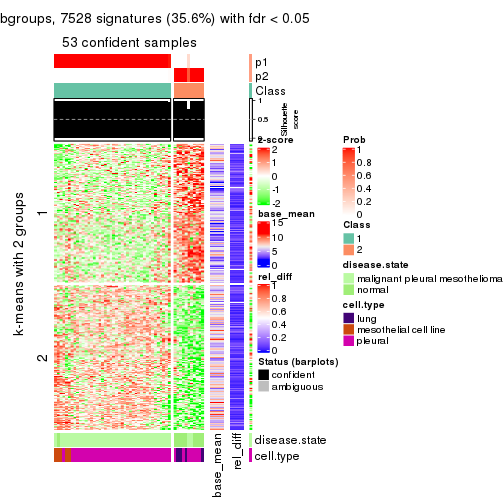 bgroups, 7528 signatures (35.6%) with fdr < 0.05
53 confident samples
p1
p2
Class
1
0.5
0
Silhouette
score
k-means with 2 groups
1
2
z-score
2
1
0
-1
-2
base_mean
15
10
5
0
rel_diff
1
0.8
0.6
0.4
0.2
0
Status (barplots)
confident
ambiguous
Prob
1
0.8
0.6
0.4
0.2
0
Class
1
2
disease.state
malignant pleural mesothelioma
normal
cell.type
lung
mesothelial cell line
pleural
disease.state
cell.type
base_mean
rel_diff